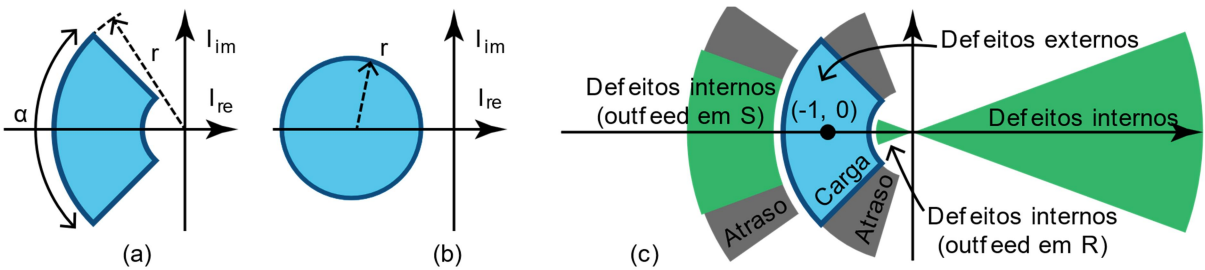 α
r
I im
I re
(a)
r
I im
I re
(b)
Defeitos internos
(outfeed em S)
(-1, 0)
Defeitos externos
Defeitos internos
Carga
Atraso
Atraso
Defeitos internos
(outfeed em R)
(c)